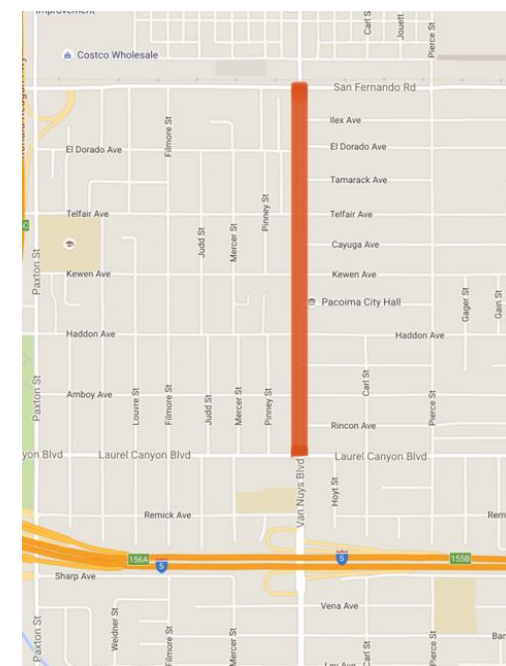 Improvement
Carl St
Jouett
Pierce St
Costco Wholesale
San Fernando Rd
Ilex Ave
El Dorado Ave
El Dorado Ave
Filmore St
Tamarack Ave
Telfair Ave
Telfair Ave
Pinney St
Judd St
Mercer St
Cayuga Ave
Paxton St
Kewen Ave
Kewen Ave
Pacoima City Hall
Gager St
Gain St
Haddon Ave
Haddon Ave
Carl St
Amboy Ave
Paxton St
Louvre St
Filmore St
Judd St
Mercer St
Pinney St
Pierce St
Rincon Ave
yon Blvd
Laurel Canyon Blvd
Laurel Canyon Blvd
Van Nuys Blvd
Hoyt St
Remick Ave
Rem
156A
5
5
155B
Sharp Ave
Vena Ave
Paxton St
Weidner St
Filmore St
Mercer St
Carl St
Bar